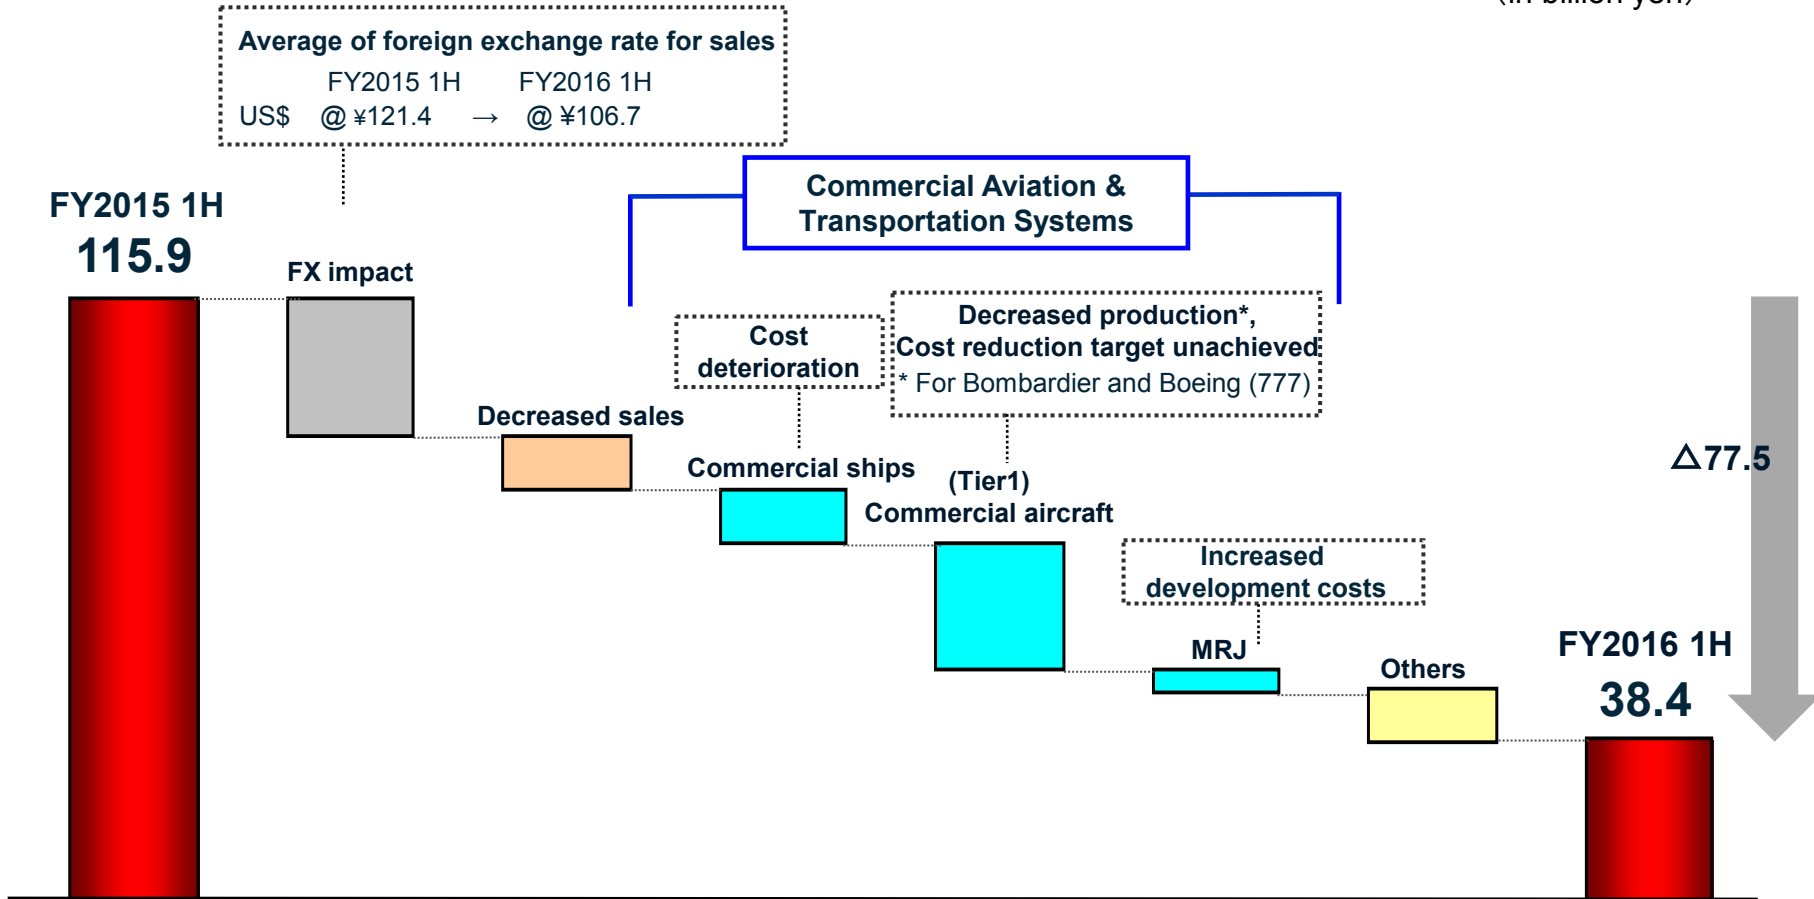 (in billion yen)
Average of foreign exchange rate for sales
FY2015 1H FY2016 1H
US$ @ ¥121.4 → @ ¥106.7
Commercial Aviation &
Transportation Systems
FY2015 1H
115.9
FX impact
Decreased production*,
Cost reduction target unachieved
* For Bombardier and Boeing (777)
Cost
deterioration
Decreased sales
Commercial ships
(Tier1)
Commercial aircraft
△77.5
Increased
development costs
MRJ
Others
FY2016 1H
38.4